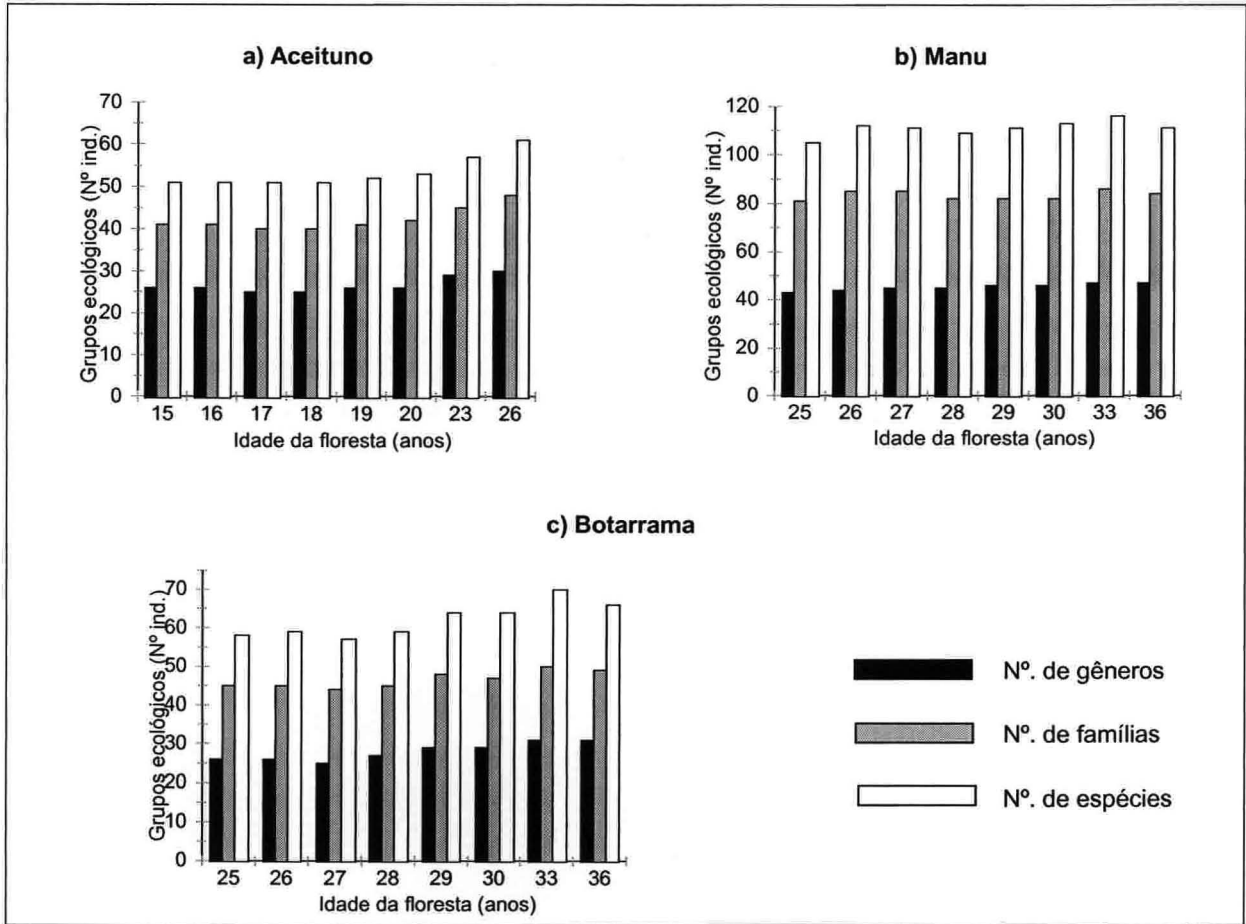 a) Aceituno
Grupos ecológicos (Nº ind.)
70
60
50
40
30
20
10
0
15 16 17 18 19 20 23 26
Idade da floresta (anos)
b) Manu
Grupos ecológicos (Nº ind.)
120
100
80
60
40
20
0
25 26 27 28 29 30 33 36
Idade da floresta (anos)
c) Botarrama
Grupos ecológicos (Nº ind.)
70
60
50
40
30
20
10
0
25 26 27 28 29 30 33 36
Idade da floresta (anos)
Nº. de gêneros
Nº. de famílias
Nº. de espécies